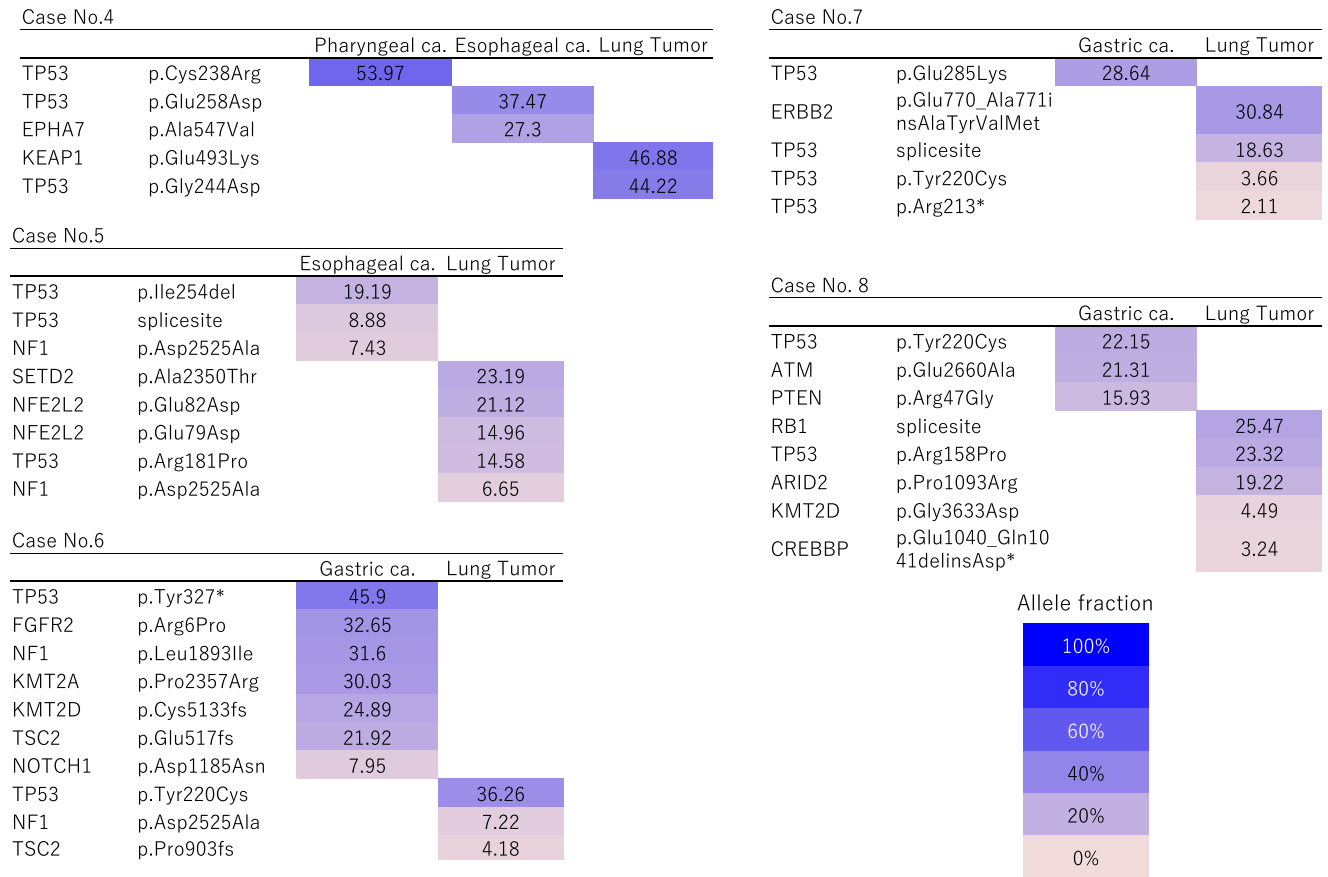 Case No.4
Pharyngeal ca. Esophageal ca. Lung Tumor
TP53 p.Cys238Arg 53.97
TP53 p.Glu258Asp 37.47
EPHA7 p.Ala547Val 27.3
KEAP1 p.Glu493Lys 46.88
TP53 p.Gly244Asp 44.22
Case No.5
Esophageal ca. Lung Tumor
TP53 p.Ile254del 19.19
TP53 splicesite 8.88
NF1 p.Asp2525Ala 7.43
SETD2 p.Ala2350Thr 23.19
NFE2L2 p.Glu82Asp 21.12
NFE2L2 p.Glu79Asp 14.96
TP53 p.Arg181Pro 14.58
NF1 p.Asp2525Ala 6.65
Case No.6
Gastric ca. Lung Tumor
TP53 p.Tyr327* 45.9
FGFR2 p.Arg6Pro 32.65
NF1 p.Leu1893Ile 31.6
KMT2A p.Pro2357Arg 30.03
KMT2D p.Cys5133fs 24.89
TSC2 p.Glu517fs 21.92
NOTCH1 p.Asp1185Asn 7.95
TP53 p.Tyr220Cys 36.26
NF1 p.Asp2525Ala 7.22
TSC2 p.Pro903fs 4.18
Case No.7
Gastric ca. Lung Tumor
TP53 p.Glu285Lys 28.64
ERBB2 p.Glu770_Ala771i
nsAlaTyrValMet 30.84
TP53 splicesite 18.63
TP53 p.Tyr220Cys 3.66
TP53 p.Arg213* 2.11
Case No. 8
Gastric ca. Lung Tumor
TP53 p.Tyr220Cys 22.15
ATM p.Glu2660Ala 21.31
PTEN p.Arg47Gly 15.93
RB1 splicesite 25.47
TP53 p.Arg158Pro 23.32
ARID2 p.Pro1093Arg 19.22
KMT2D p.Gly3633Asp 4.49
CREBBP p.Glu1040_Gln10
41delinsAsp* 3.24
Allele fraction
100%
80%
60%
40%
20%
0%